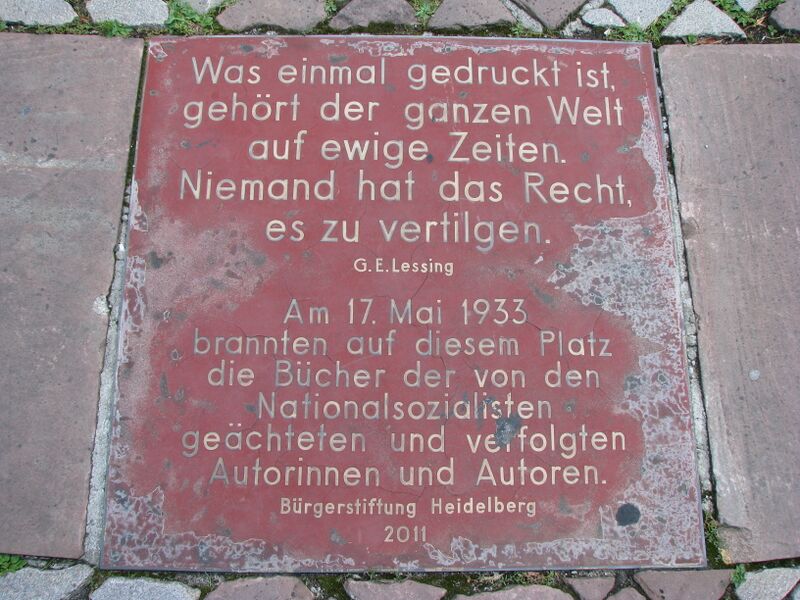 Was einmal gedruckt ist,
gehört der ganzen Welt
auf ewige Zeiten.
Niemand hat das Recht,
es zu vertilgen.
G.E.Lessing
Am 17. Mai 1933
brannten auf diesem Platz
die Bücher der von den
Nationalsozialisten
geächteten und verfolgten
Autorinnen und Autoren.
Bürgerstiftung Heidelberg
2011